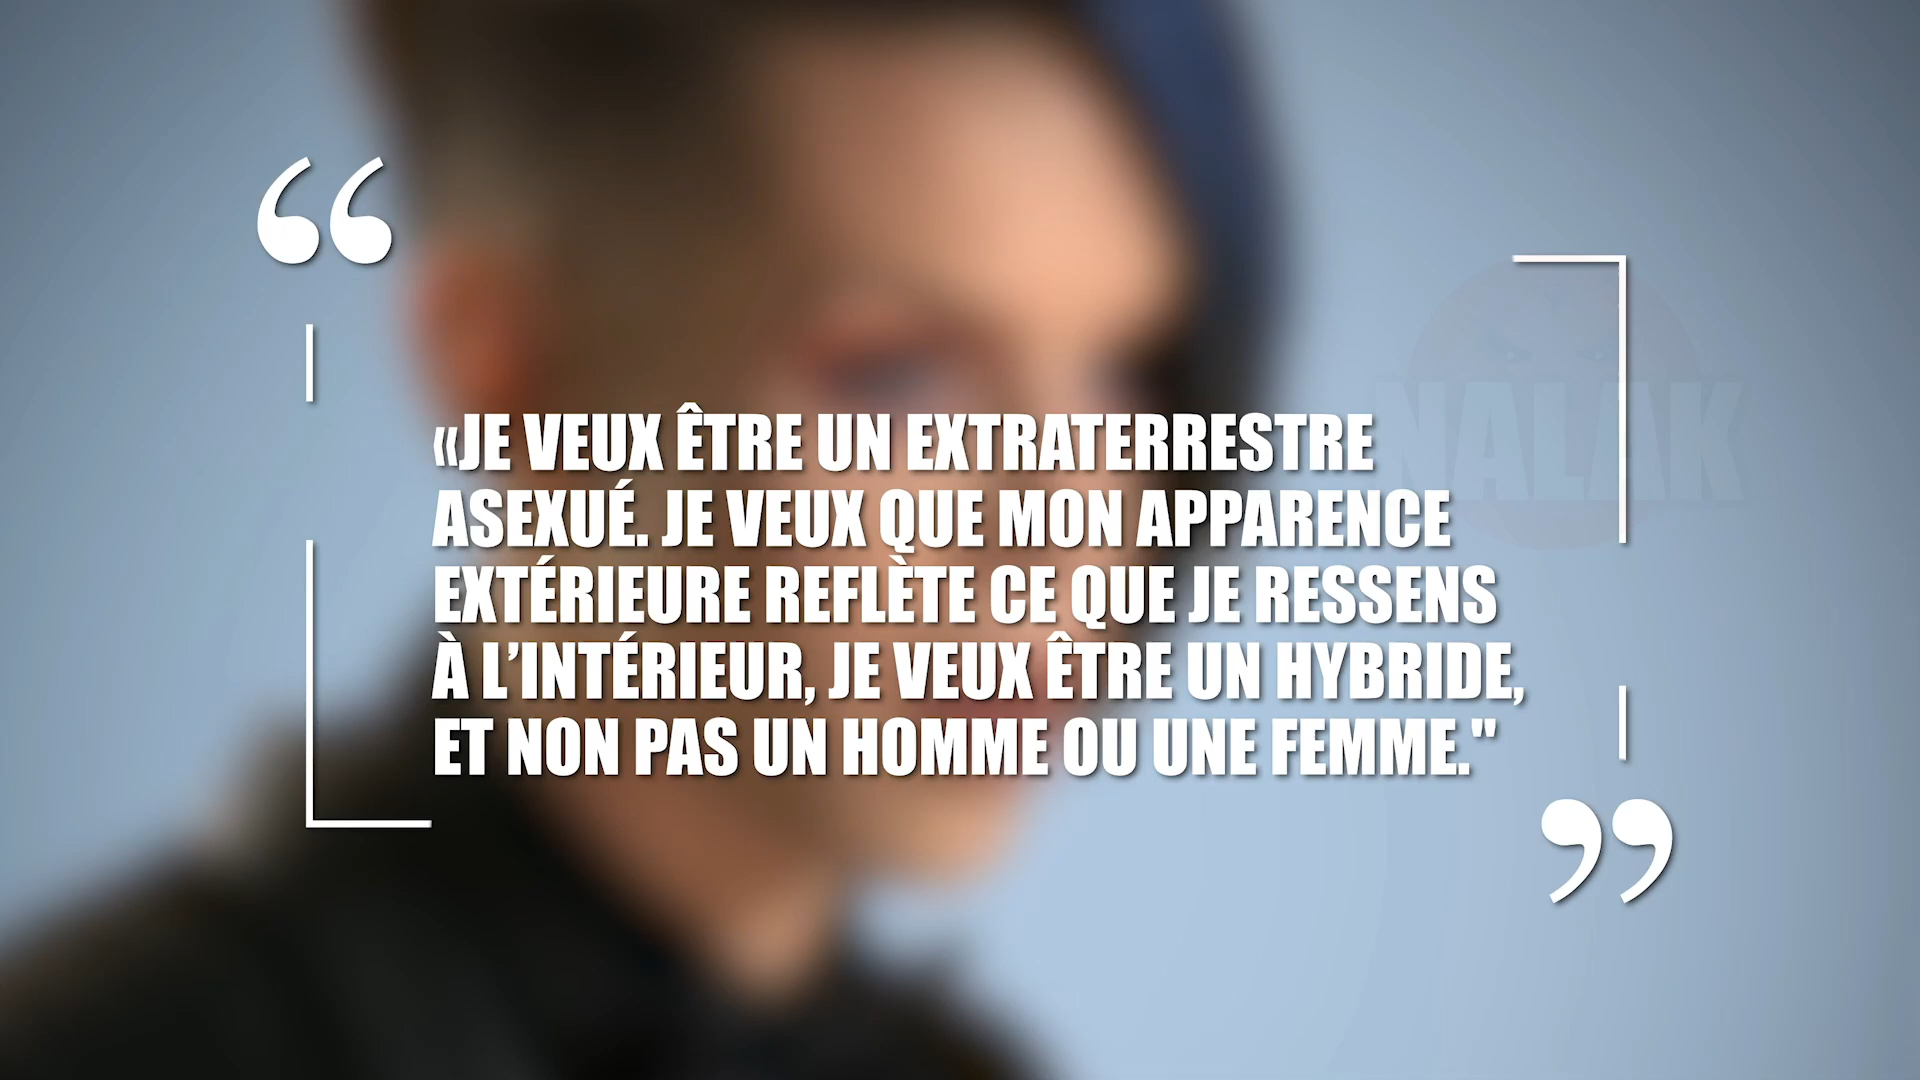 NALAK
«JE VEUX ÊTRE UN EXTRATERRESTRE
ASEXUÉ. JE VEUX QUE MON APPARENCE
EXTÉRIEURE REFLÈTE CE QUE JE RESSENS
À L’INTÉRIEUR, JE VEUX ÊTRE UN HYBRIDE,
ET NON PAS UN HOMME OU UNE FEMME."